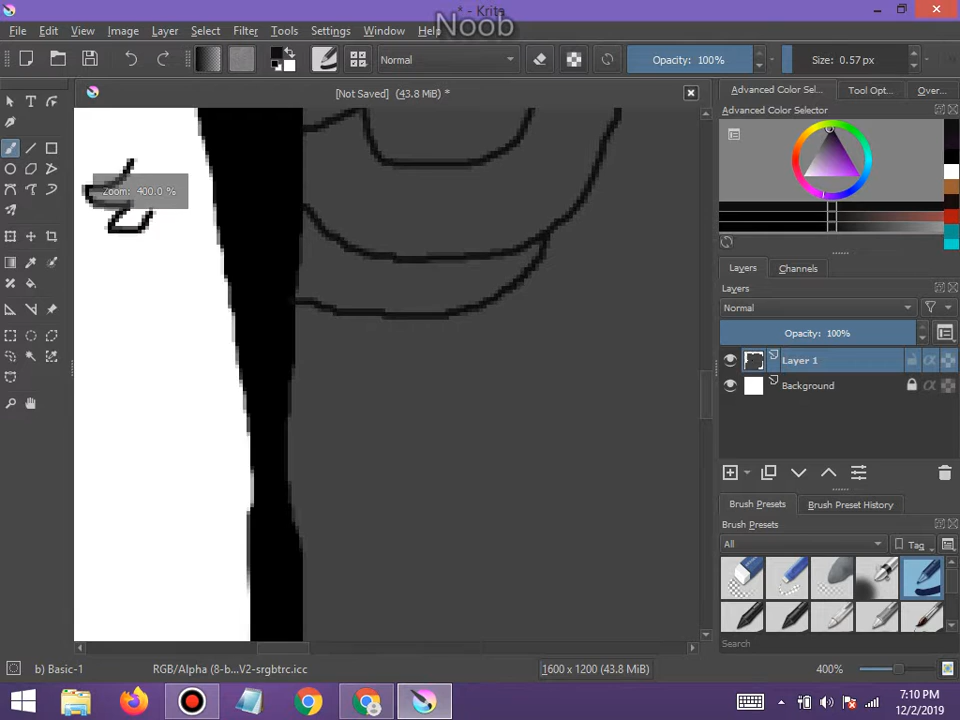 * - Krita
Noob
File Edit View Image Layer Select Filter Tools Settings Window Help
Normal Opacity: 100% Size: 0.57 px
[Not Saved] (43.8 MiB) *
Advanced Color Sel... Tool Opt... Over...
Advanced Color Selector
Zoom: 400.0 %
Layers Channels
Layers
Normal
Opacity: 100%
Layer 1
Background
Brush Presets Brush Preset History
Brush Presets
All Tag
Search
b) Basic-1 RGB/Alpha (8-b...V2-srgbtrc.icc 1600 x 1200 (43.8 MiB) 400%
7:10 PM
12/2/2019